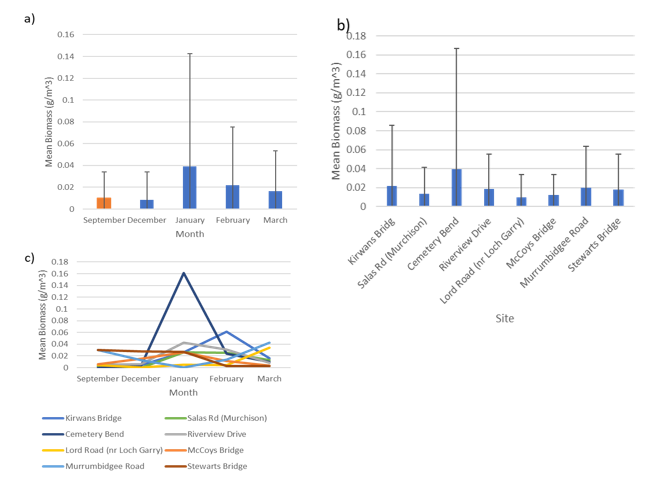 a)
0.16
0.14
0.12
0.1
0.08
0.06
0.04
0.02
0
Mean Biomass (g/m^3)
September December January February March
Month
b)
0.18
0.16
0.14
0.12
0.1
0.08
0.06
0.04
0.02
0
Mean Biomass (g/m^3)
Kirwans Bridg
Salas Rd (Murchison)
Cemetery Bend
Riverview Drive
Lord Road (nr Loch Garry)
McCoys Bridge
Murrumbidgee Road
Stewarts Bridge
Site
c)
0.18
0.16
0.14
0.12
0.1
0.08
0.06
0.04
0.02
0
Mean Biomass (g/m^3)
September December January February March
Month
Kirwans Bridge Salas Rd (Murchison)
Cemetery Bend Riverview Drive
Lord Road (nr Loch Garry) McCoys Bridge
Murrumbidgee Road Stewarts Bridge